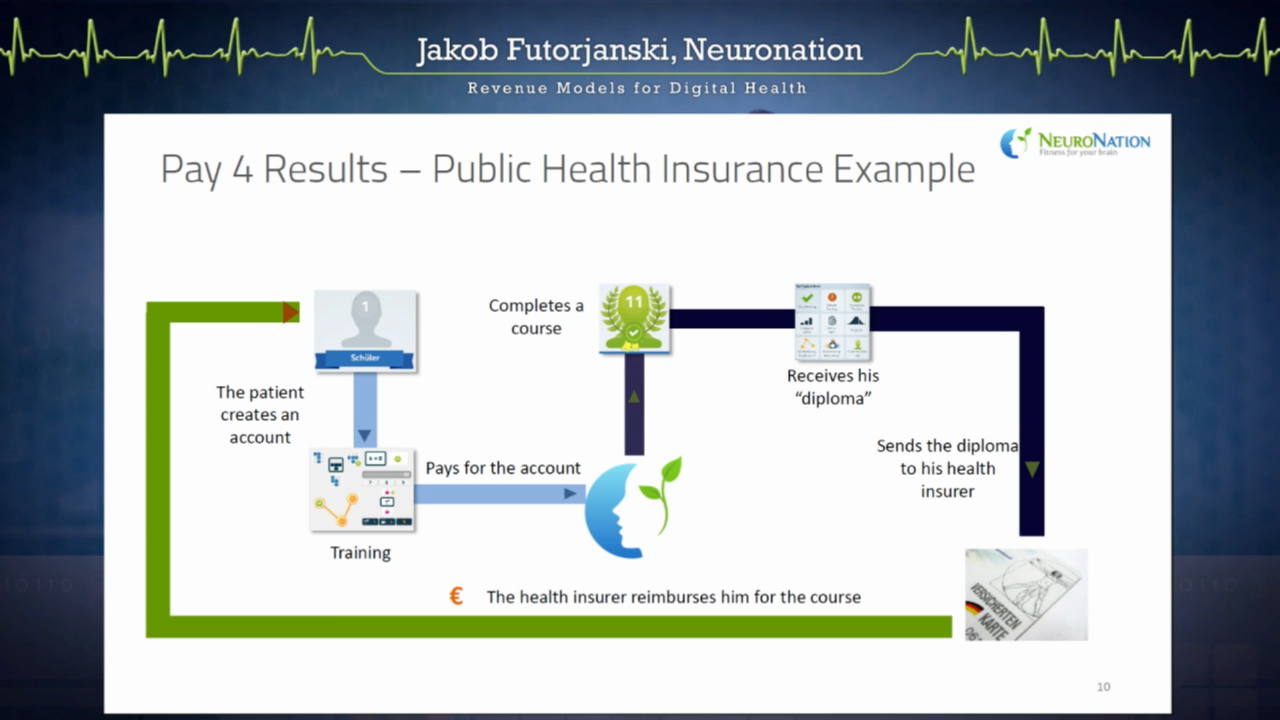 Jakob Futorjanski, Neuronation
Revenue Models for Digital Health
NEURONATION
Fitness for your brain
Pay 4 Results – Public Health Insurance Example
1
Schüler
The patient
creates an
account
Training
Pays for the account
Completes a
course
11
Receives his
“diploma”
Sends the diploma
to his health
insurer
VERSICHERTEN
KARTE
€ The health insurer reimburses him for the course
10